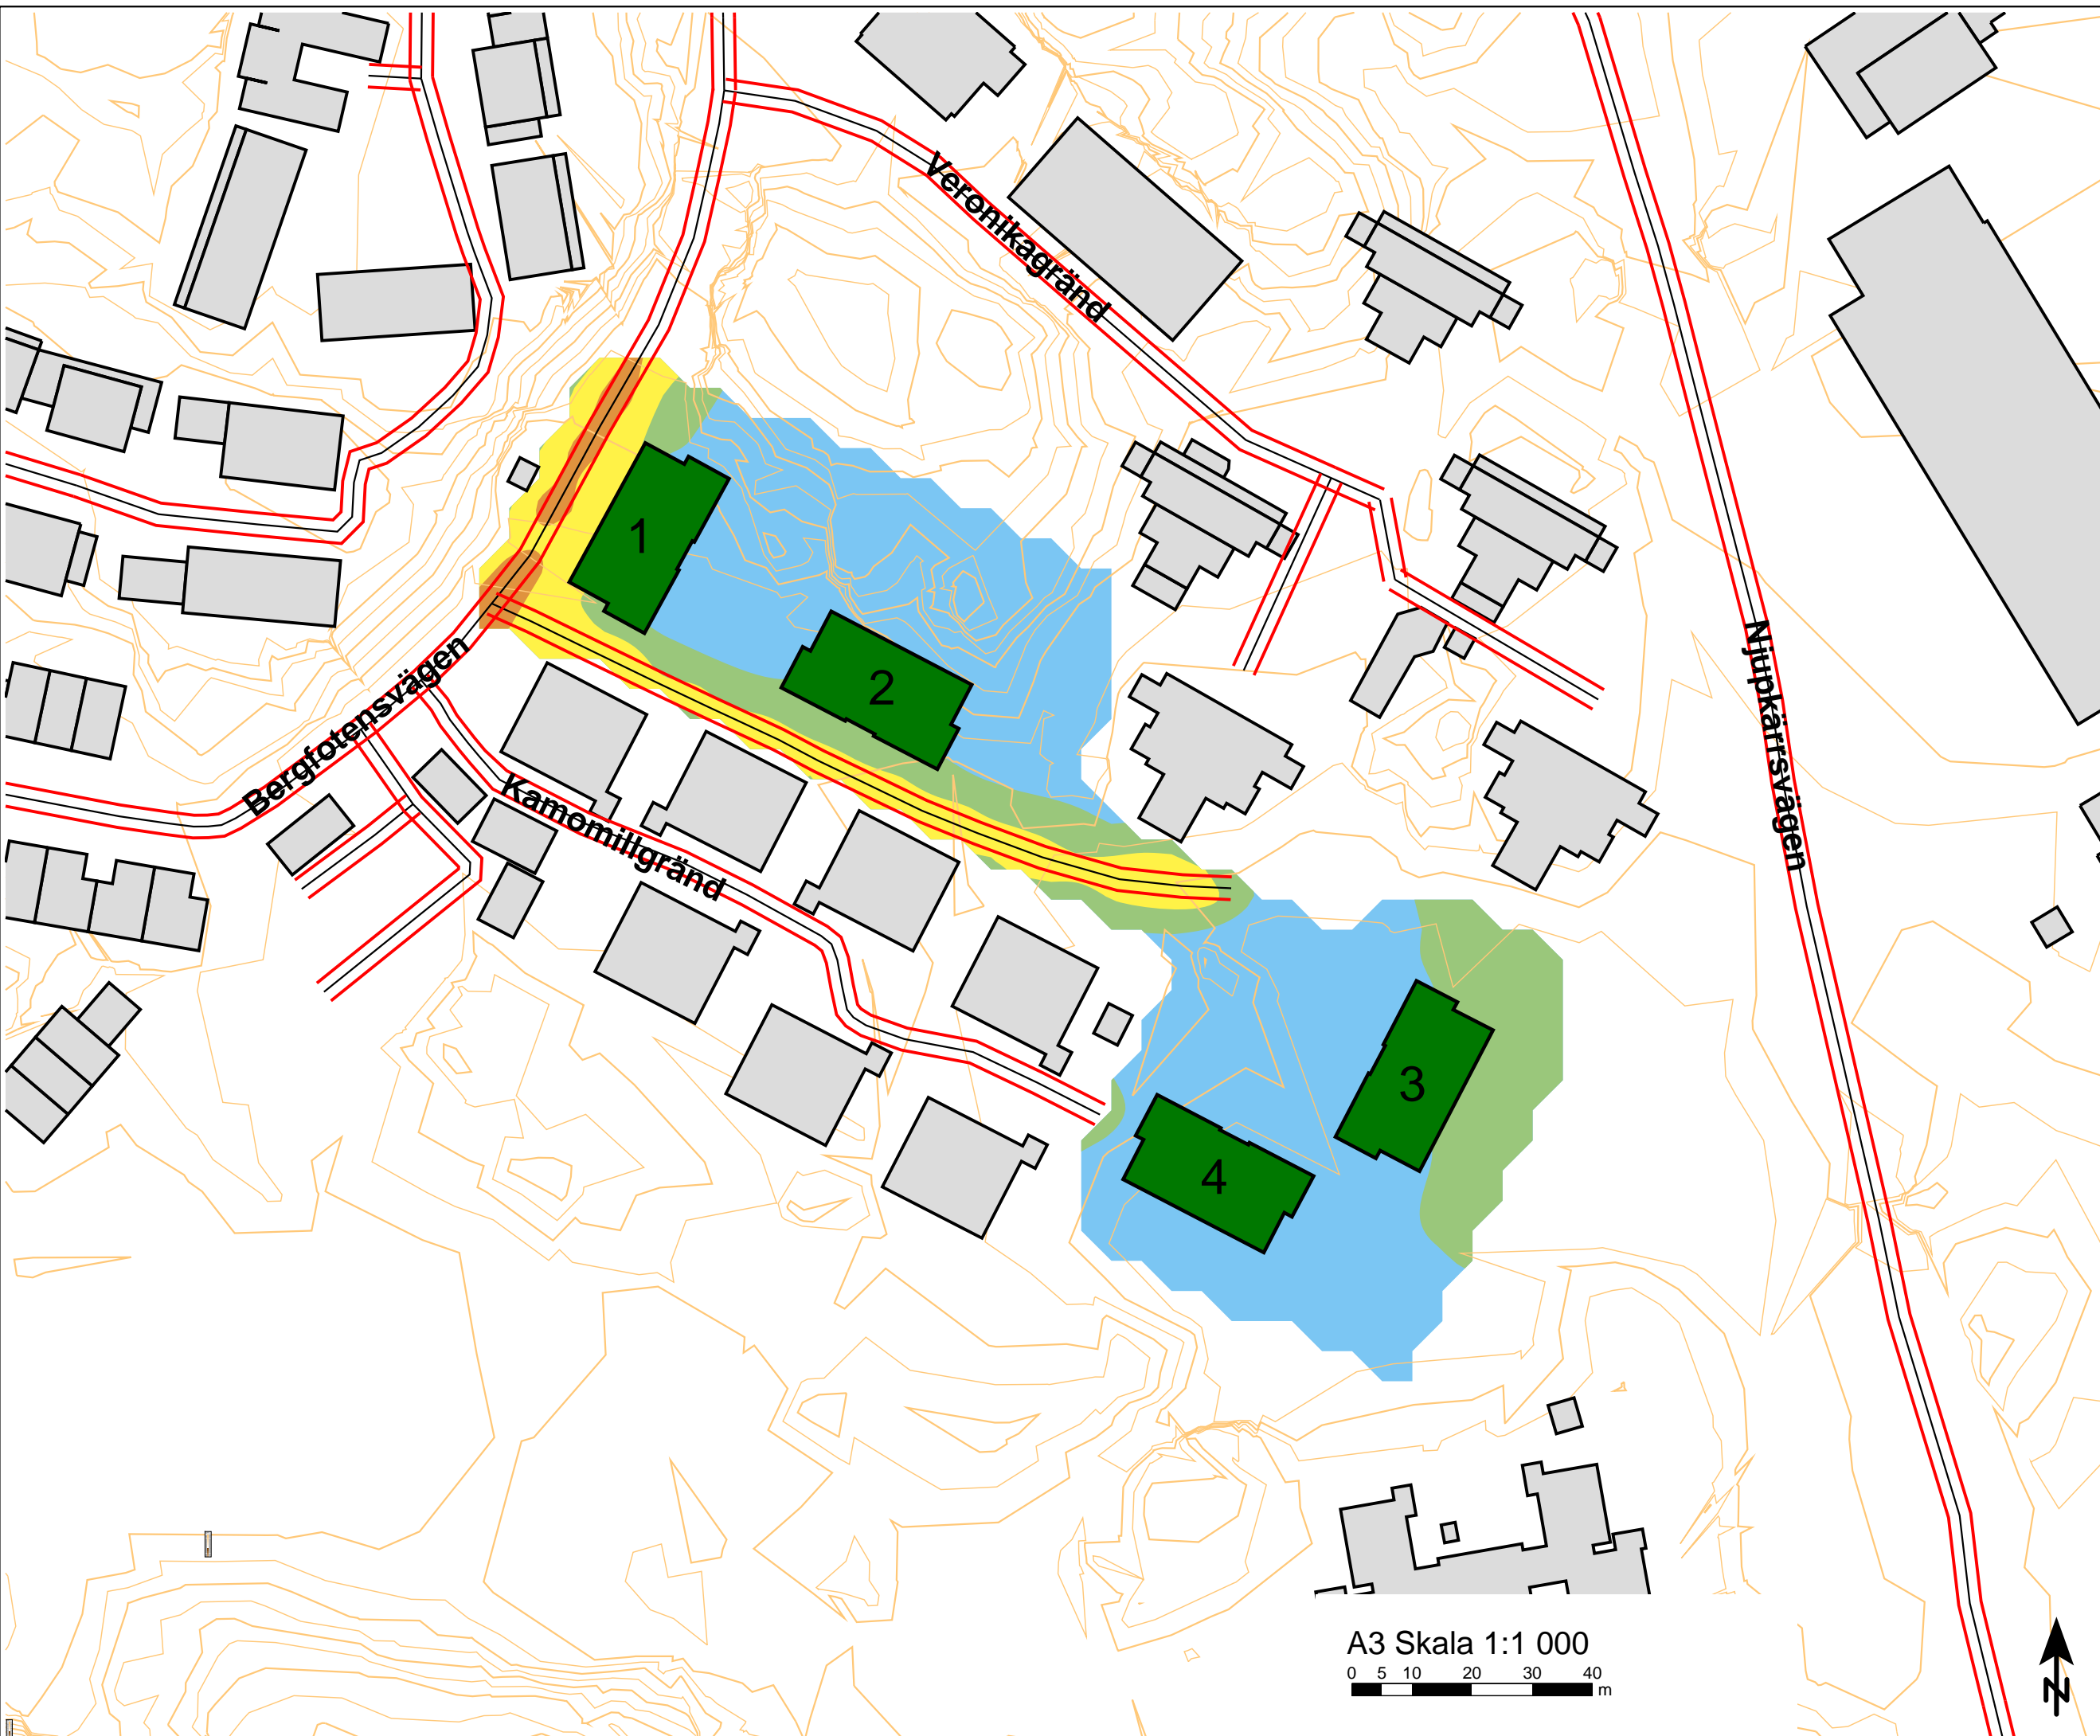 Veronikagränd
1
2
Bergfotensvägen
Njupkärrsvägen
Kamomillgränd
3
4
A3 Skala 1:1 000
0 5 10 20 30 40
m
N